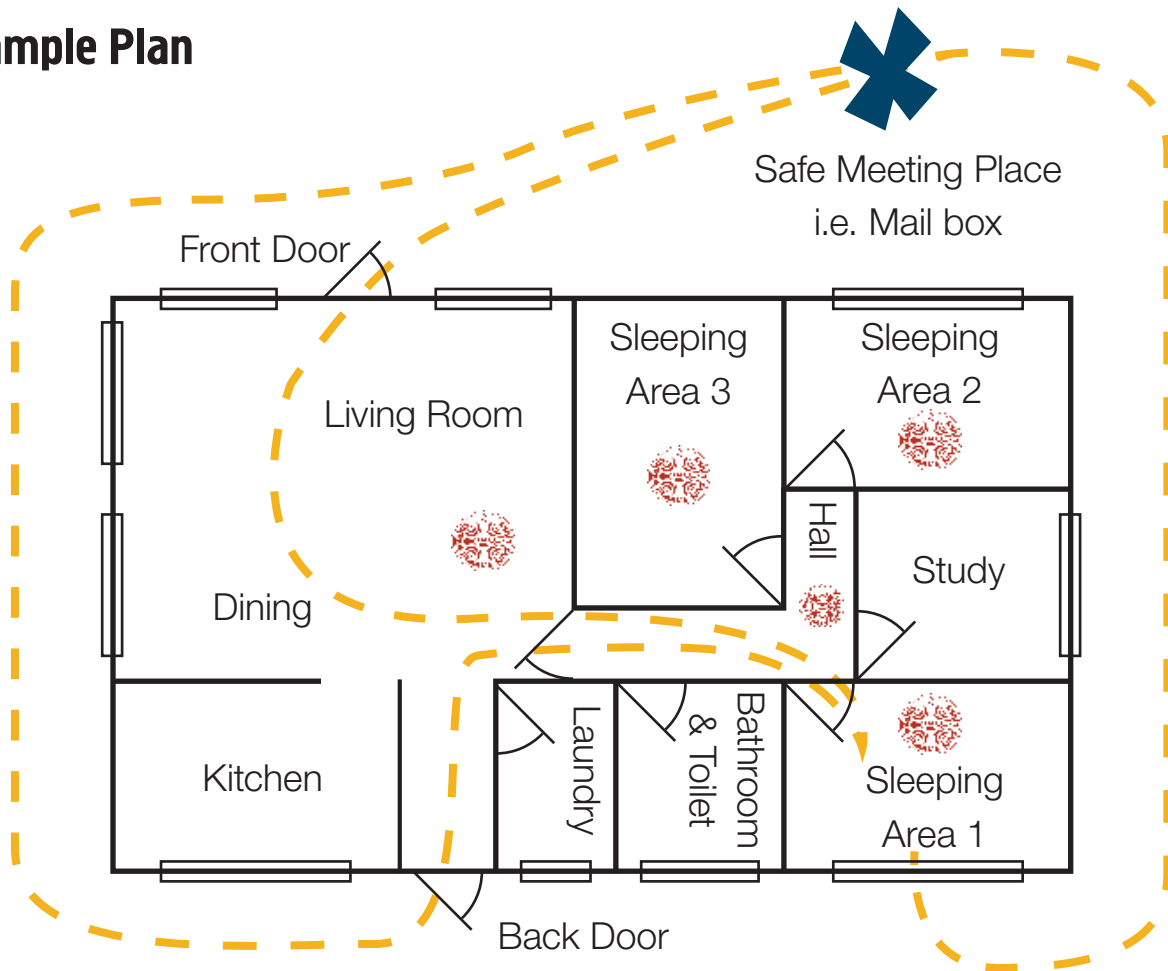 ample Plan
Safe Meeting Place
i.e. Mail box
Front Door
Sleeping
Area 3
Sleeping
Area 2
Living Room
Hall
Study
Dining
Kitchen
Laundry
Bathroom
& Toilet
Sleeping
Area 1
Back Door